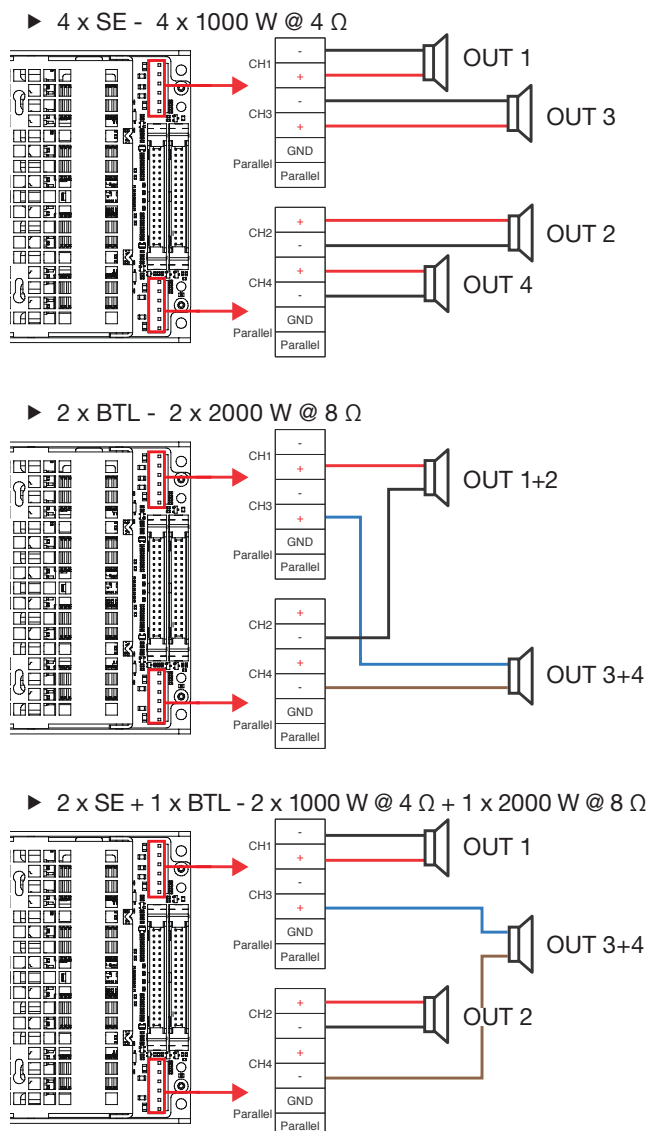 ► 4 x SE - 4 x 1000 W @ 4 Ω
CH1
-
+
OUT 1
CH3
-
+
OUT 3
Parallel
GND
Parallel
CH2
+
-
OUT 2
CH4
+
-
OUT 4
Parallel
GND
Parallel
► 2 x BTL - 2 x 2000 W @ 8 Ω
CH1
-
+
OUT 1+2
CH3
-
+
Parallel
GND
Parallel
CH2
+
-
CH4
+
-
OUT 3+4
Parallel
GND
Parallel
► 2 x SE + 1 x BTL - 2 x 1000 W @ 4 Ω + 1 x 2000 W @ 8 Ω
CH1
-
+
OUT 1
CH3
-
+
OUT 3+4
Parallel
GND
Parallel
CH2
+
-
OUT 2
CH4
+
-
Parallel
GND
Parallel